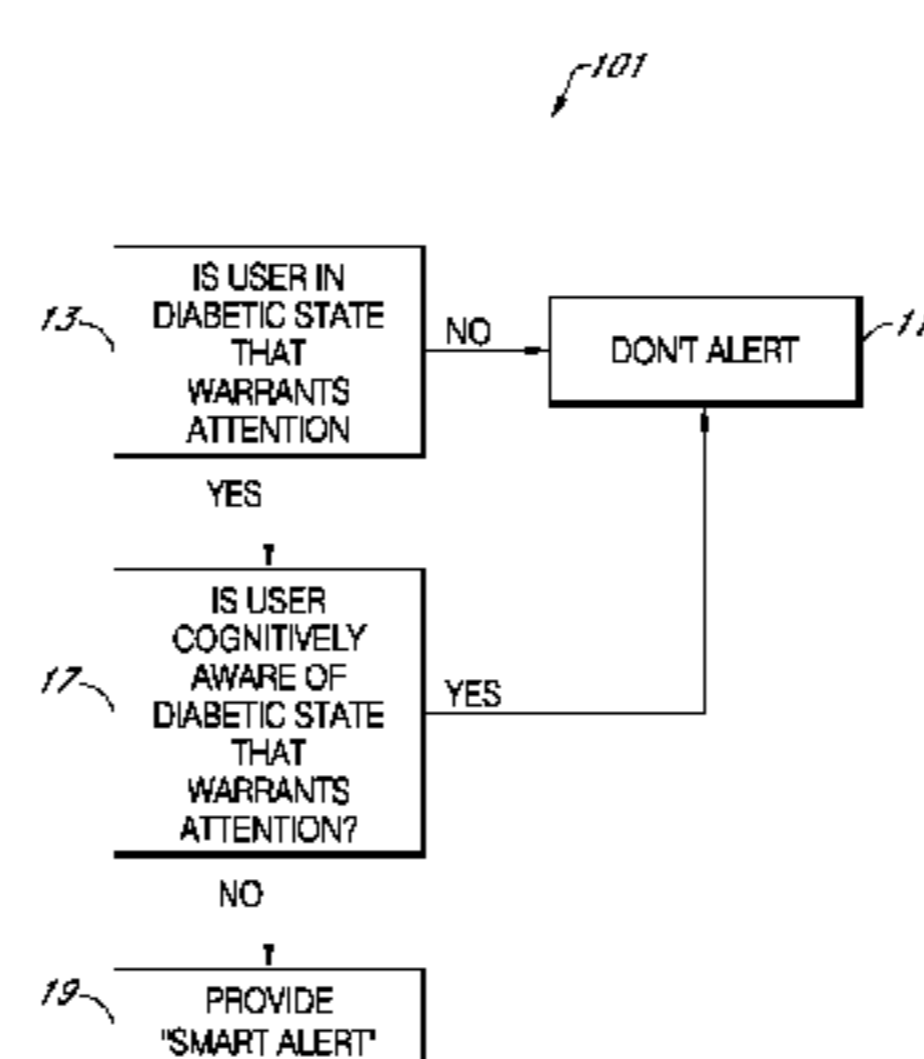 101
IS USER IN
DIABETIC STATE
THAT
WARRANTS
ATTENTION
13
NO
DON'T ALERT
YES
IS USER
COGNITIVELY
AWARE OF
DIABETIC STATE
THAT
WARRANTS
ATTENTION?
17
YES
NO
19
PROVIDE
"SMART ALERT"